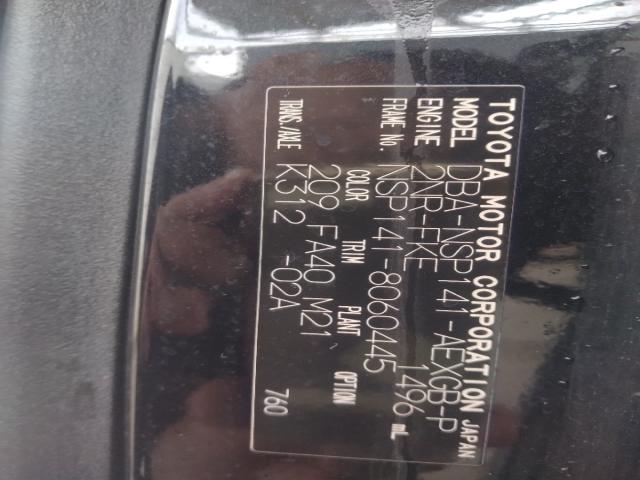 TOYOTA MOTOR CORPORATION JAPAN
MODEL DBA-NSP141-AEXGB-P
ENGINE 2NP-FKE 1496 mL
FRAME No. NSP141-8060445
COLOR TRIM PLANT OPTION
209 FA40 M21
TRANS./AXLE K312 -02A 760